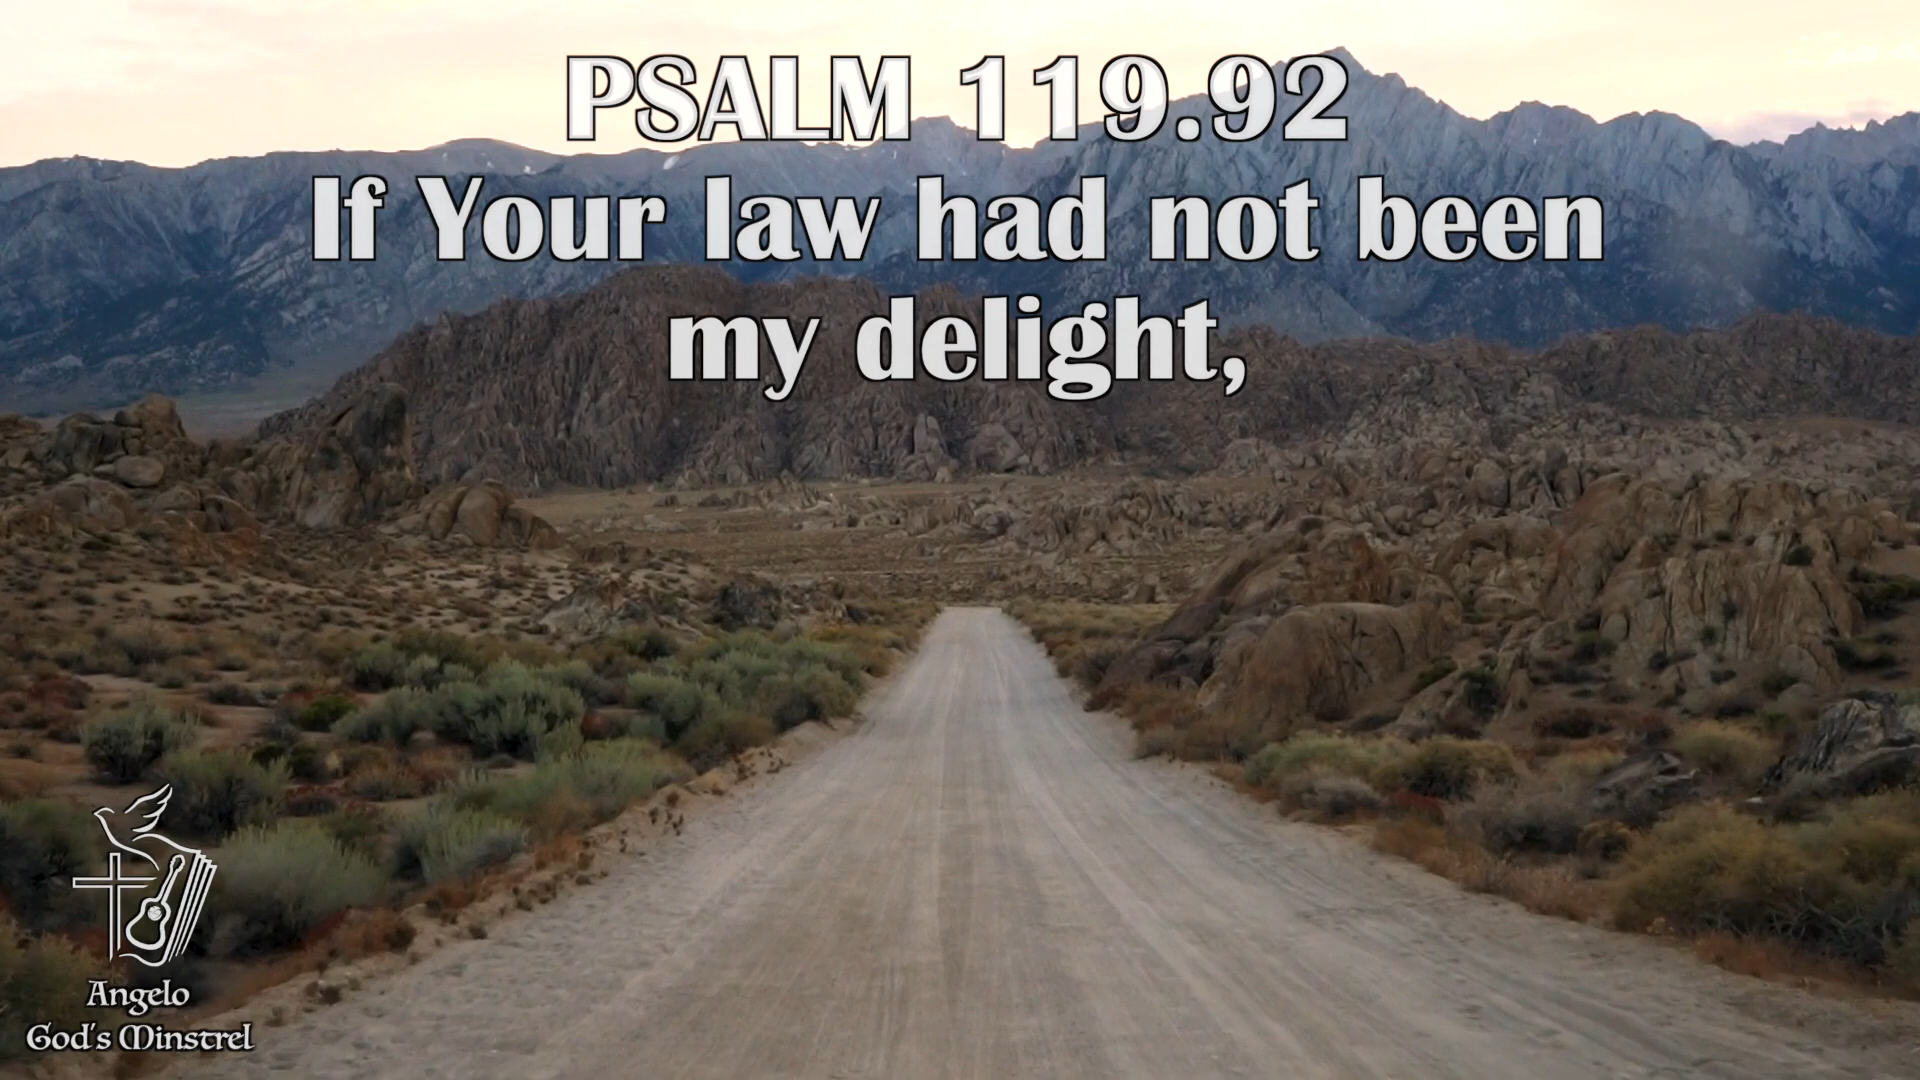 PSALM 119.92
If Your law had not been
my delight,
Angelo
God's Minstrel